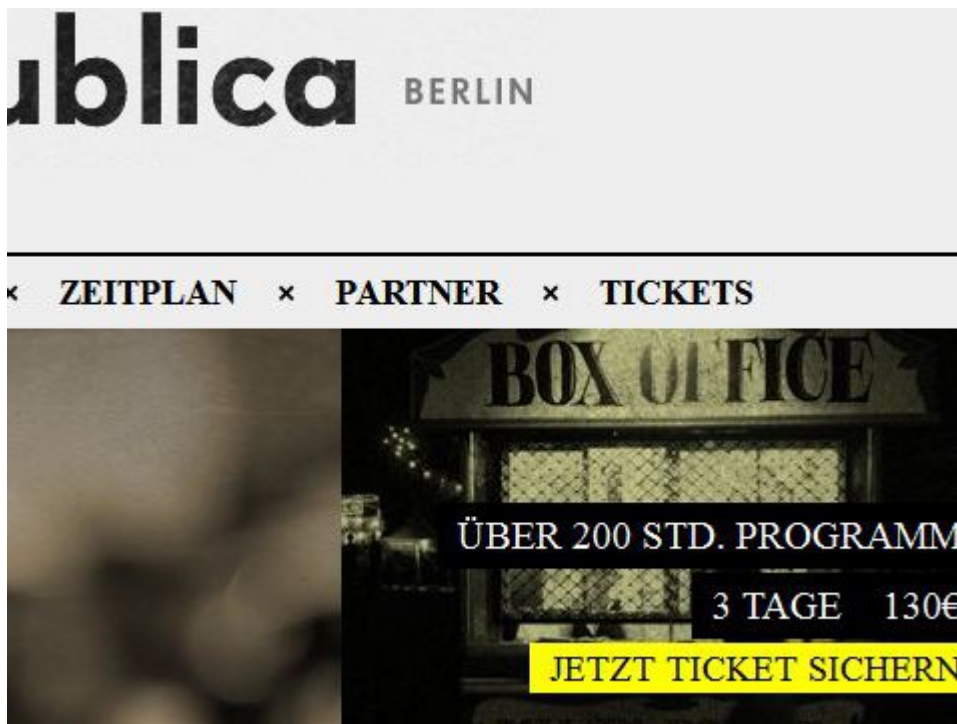 ublica BERLIN
× ZEITPLAN × PARTNER × TICKETS
BOX OFFICE
ÜBER 200 STD. PROGRAMM
3 TAGE 130€
JETZT TICKET SICHERN